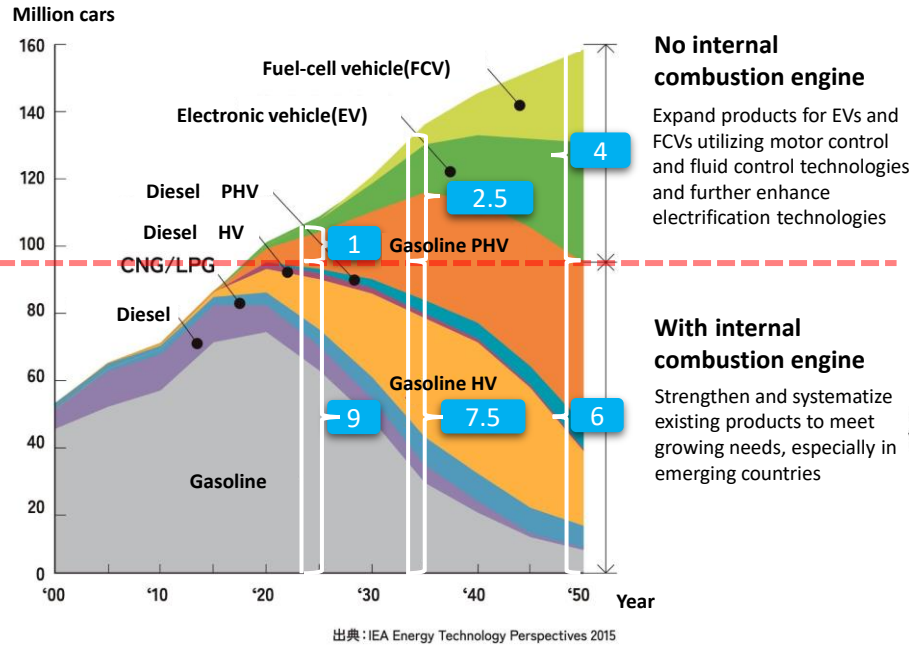 Million cars
160
140
120
100
80
60
40
20
0
Fuel-cell vehicle(FCV)
Electronic vehicle(EV)
Diesel PHV
Diesel HV
CNG/LPG
Diesel
Gasoline PHV
Gasoline HV
Gasoline
1
2.5
4
9
7.5
6
‘00
‘10
‘20
‘30
‘40
‘50
Year
No internal
combustion engine
Expand products for EVs and
FCVs utilizing motor control
and fluid control technologies
and further enhance
electrification technologies
With internal
combustion engine
Strengthen and systematize
existing products to meet
growing needs, especially in
emerging countries
出典：IEA Energy Technology Perspectives 2015